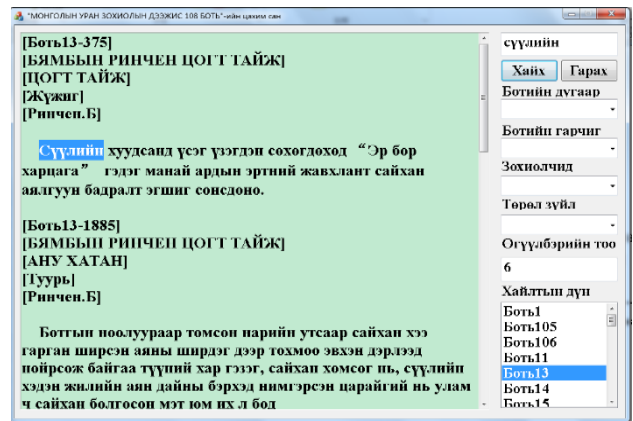 "МОНГОЛЫН УРАН ЗОХИОЛЫН ДЭЭЖИС 108 БОТЬ"-ийн цахим сан
[Боть13-375]
[БЯМБЫН РИНЧЕН ЦОГТ ТАЙЖ]
[ЦОГТ ТАЙЖ]
[Жүжиг]
[Ринчен.Б]
Сүүлийн хуудсанд үсэг үзэгдэн сохогдоход “Эр бор
харцага” гэдэг манай ардын эртний жавхлант сайхан
аялгуун бадралт эгшиг сонсдоно.
[Боть13-1885]
[БЯМБЫН РИНЧЕН ЦОГТ ТАЙЖ]
[АНУ ХАТАН]
[Туурь]
[Ринчен.Б]
Ботгын ноолуураар томсон нарийн утсаар сайхан хээ
гарган ширсэн аяны ширдэг дээр тохмоо эвхэн дэрлээд
нойрсож байгаа түүний хар гэзэг, сайхан хомсог нь, сүүлийн
хэдэн жилийн аян дайны бэрхэд нимгэрсэн царайгий нь улам
ч сайхан болгосон мэт юм их л бод
сүүлийн
Хайх Гарах
Ботийн дугаар
Ботийн гарчиг
Зохиолчид
Төрөл зүйл
Өгүүлбэрийн тоо
6
Хайлтын дүн
Боть1
Боть105
Боть106
Боть11
Боть13
Боть14
Боть15